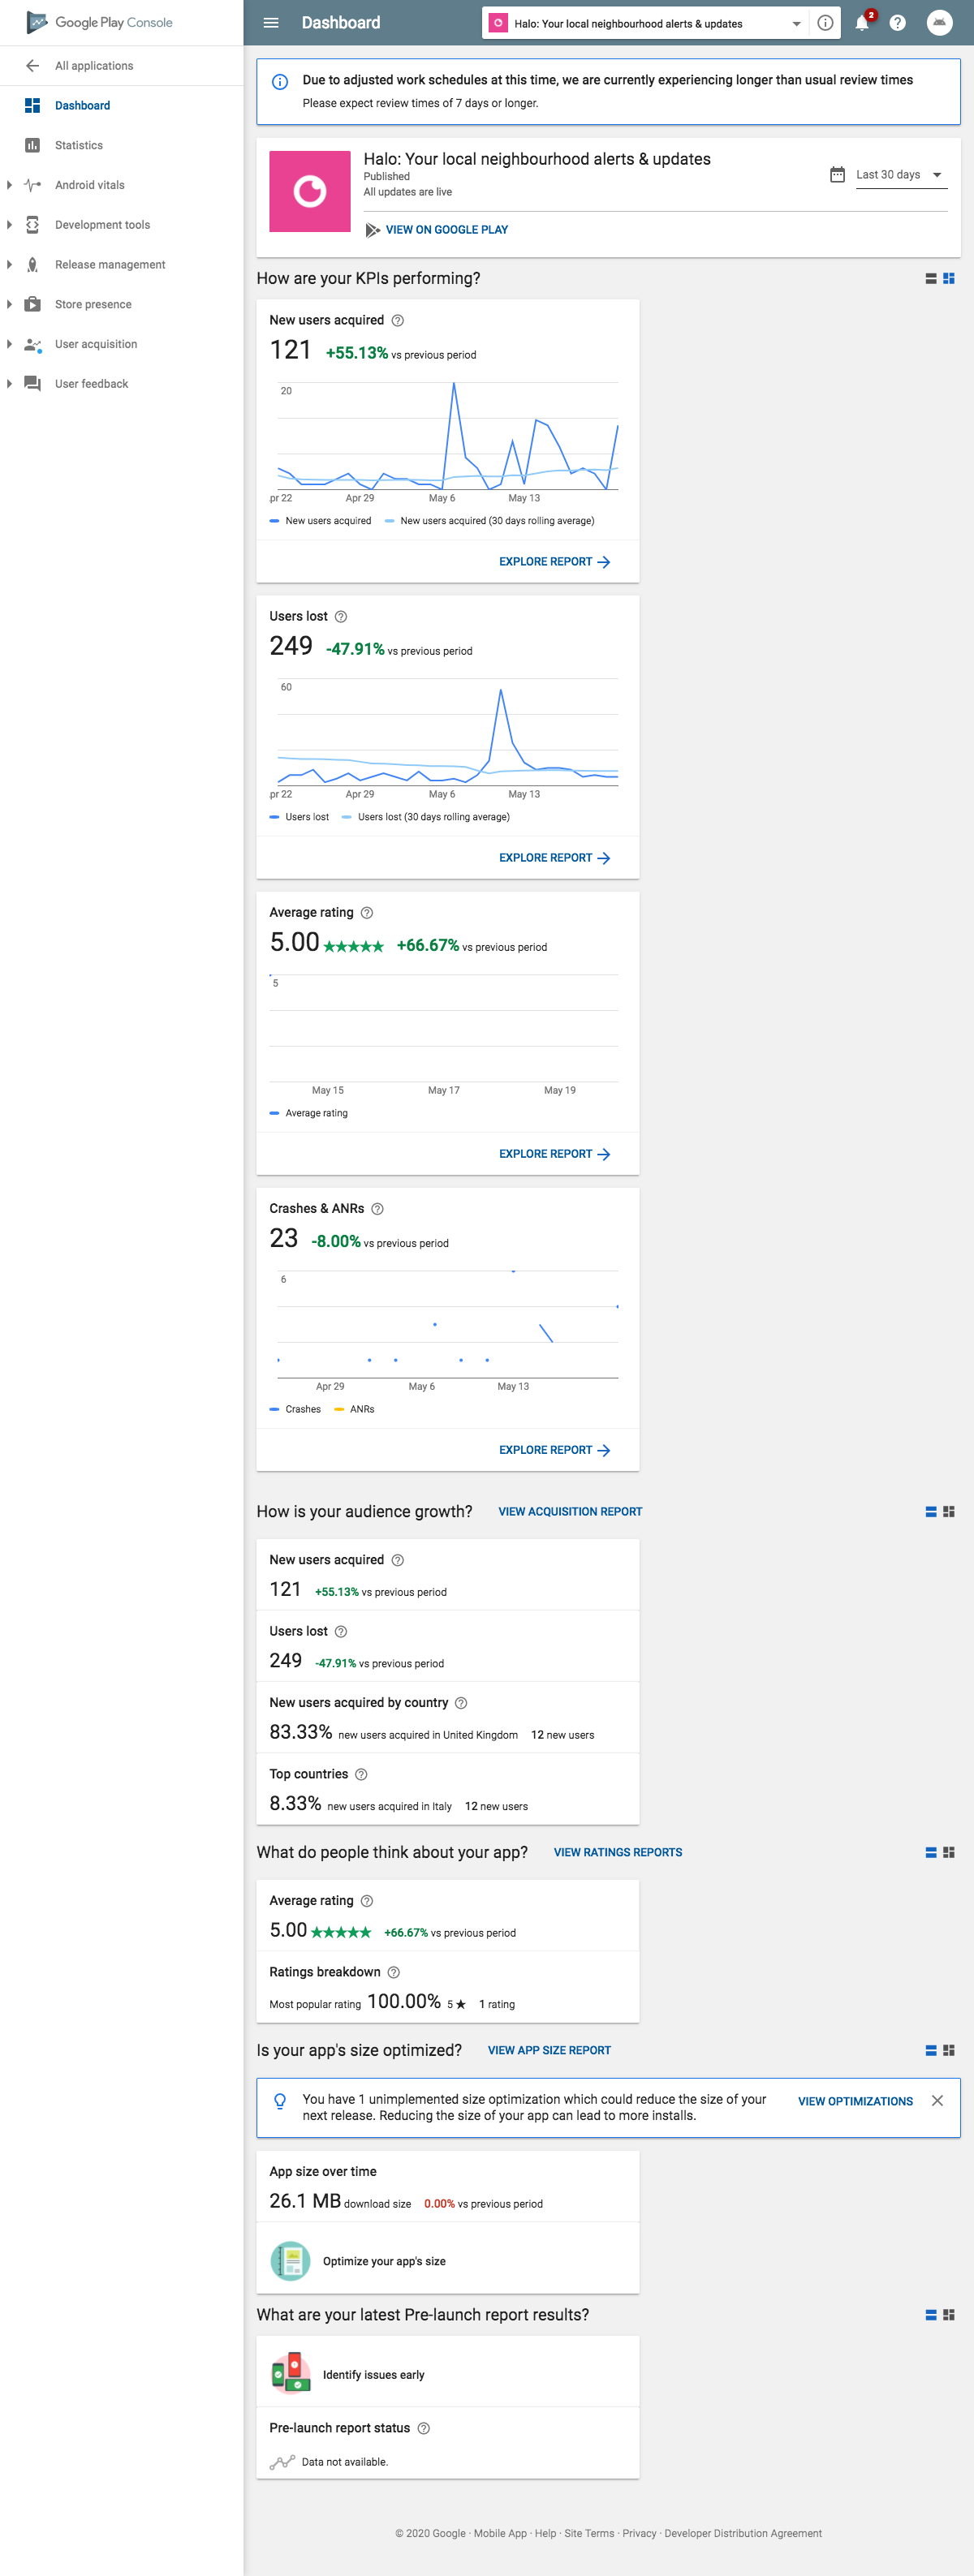 Google Play Console
All applications
Dashboard
Statistics
Android vitals
Development tools
Release management
Store presence
User acquisition
User feedback
Dashboard
Halo: Your local neighbourhood alerts & updates
2
Due to adjusted work schedules at this time, we are currently experiencing longer than usual review times
Please expect review times of 7 days or longer.
Halo: Your local neighbourhood alerts & updates
Published
All updates are live
Last 30 days
VIEW ON GOOGLE PLAY
How are your KPIs performing?
New users acquired
121 +55.13% vs previous period
20
pr 22 Apr 29 May 6 May 13
New users acquired New users acquired (30 days rolling average)
EXPLORE REPORT
Users lost
249 -47.91% vs previous period
60
pr 22 Apr 29 May 6 May 13
Users lost Users lost (30 days rolling average)
EXPLORE REPORT
Average rating
5.00 ★★★★★ +66.67% vs previous period
5
May 15 May 17 May 19
Average rating
EXPLORE REPORT
Crashes & ANRs
23 -8.00% vs previous period
6
Apr 29 May 6 May 13
Crashes ANRs
EXPLORE REPORT
How is your audience growth? VIEW ACQUISITION REPORT
New users acquired
121 +55.13% vs previous period
Users lost
249 -47.91% vs previous period
New users acquired by country
83.33% new users acquired in United Kingdom 12 new users
Top countries
8.33% new users acquired in Italy 12 new users
What do people think about your app? VIEW RATINGS REPORTS
Average rating
5.00 ★★★★★ +66.67% vs previous period
Ratings breakdown
Most popular rating 100.00% 5 ★ 1 rating
Is your app's size optimized? VIEW APP SIZE REPORT
You have 1 unimplemented size optimization which could reduce the size of your
next release. Reducing the size of your app can lead to more installs.
VIEW OPTIMIZATIONS
App size over time
26.1 MB download size 0.00% vs previous period
Optimize your app's size
What are your latest Pre-launch report results?
Identify issues early
Pre-launch report status
Data not available.
© 2020 Google · Mobile App · Help · Site Terms · Privacy · Developer Distribution Agreement